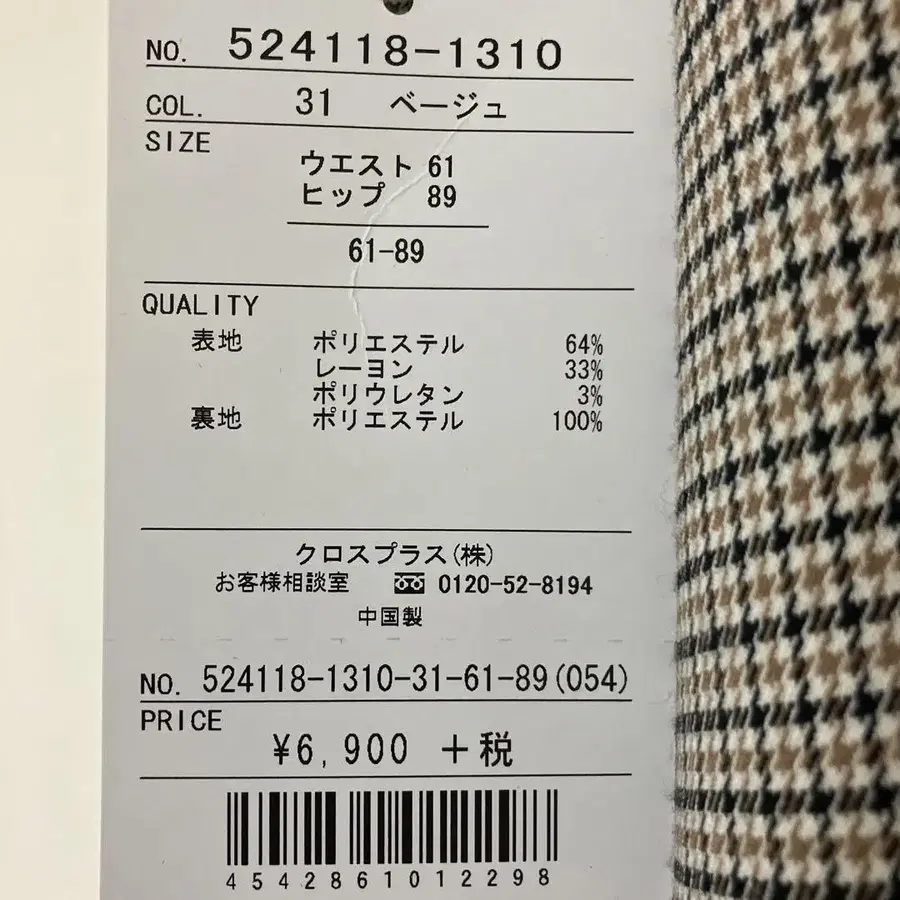 NO. 524118-1310
COL. 31 ベージュ
SIZE
ウエスト 61
ヒップ 89
61-89
QUALITY
表地 ポリエステル 64%
レーヨン 33%
ポリウレタン 3%
裏地 ポリエステル 100%
クロスプラス(株)
お客様相談室 0120-52-8194
中国製
NO. 524118-1310-31-61-89(054)
PRICE
¥6,900 +税
4542861012298